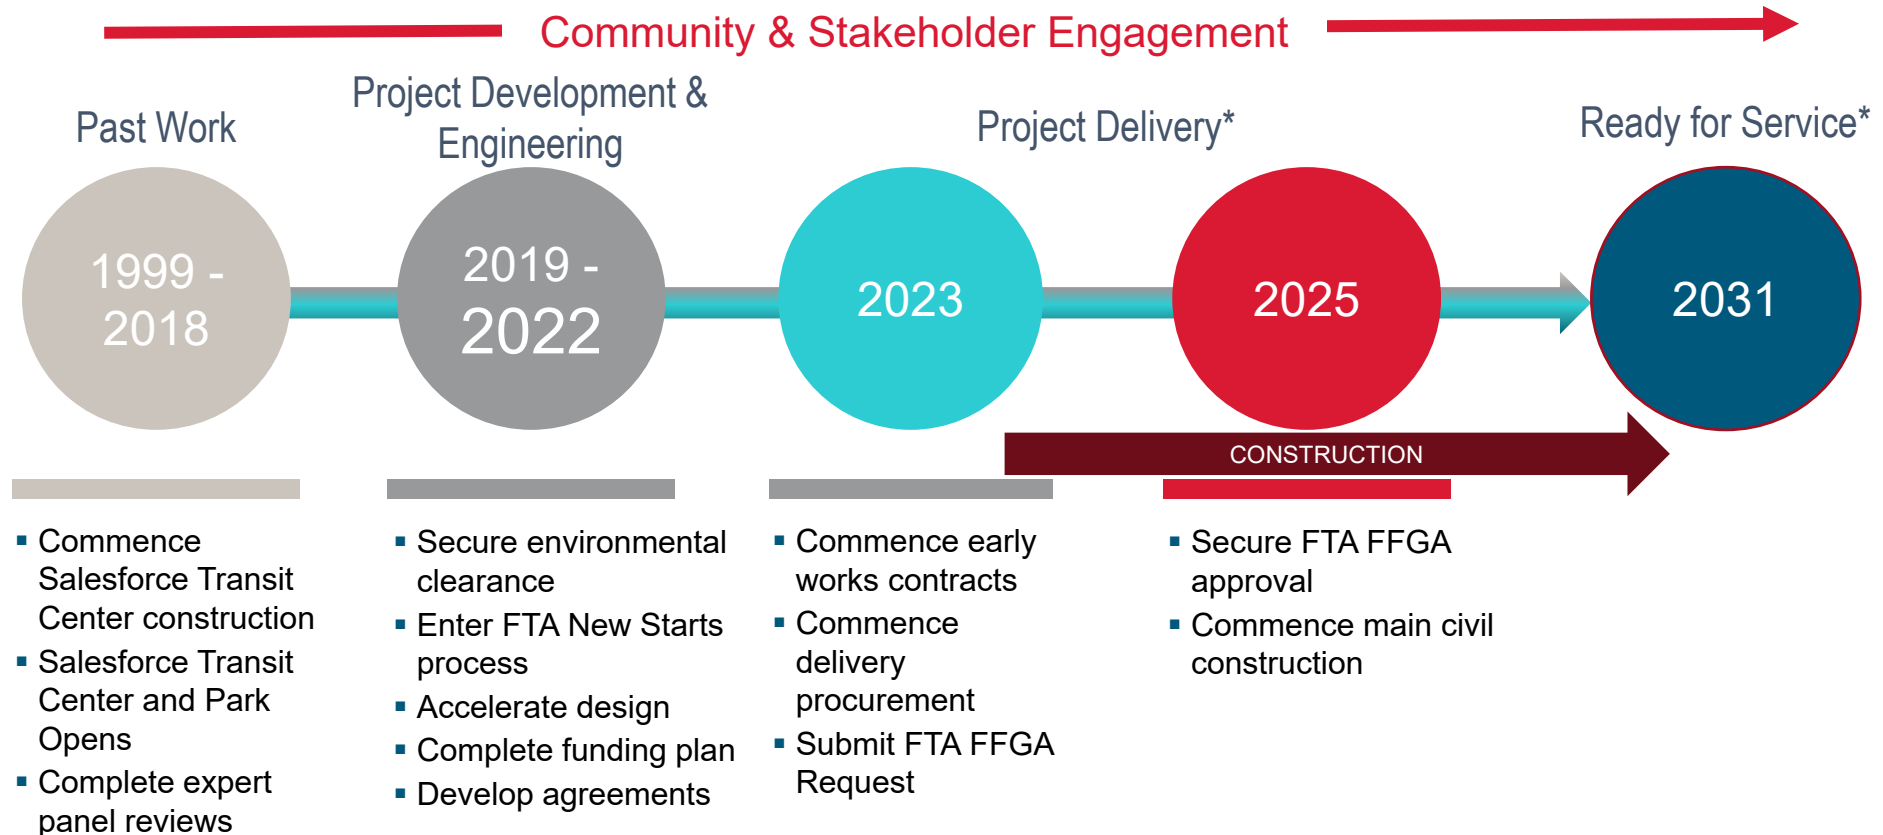 Community & Stakeholder Engagement
Past Work
Project Development &
Engineering
Project Delivery*
Ready for Service*
1999 -
2018
2019 -
2022
2023
2025
2031
CONSTRUCTION
▪ Commence
Salesforce Transit
Center construction
▪ Salesforce Transit
Center and Park
Opens
▪ Complete expert
panel reviews
▪ Secure environmental
clearance
▪ Enter FTA New Starts
process
▪ Accelerate design
▪ Complete funding plan
▪ Develop agreements
▪ Commence early
works contracts
▪ Commence
delivery
procurement
▪ Submit FTA FFGA
Request
▪ Secure FTA FFGA
approval
▪ Commence main civil
construction